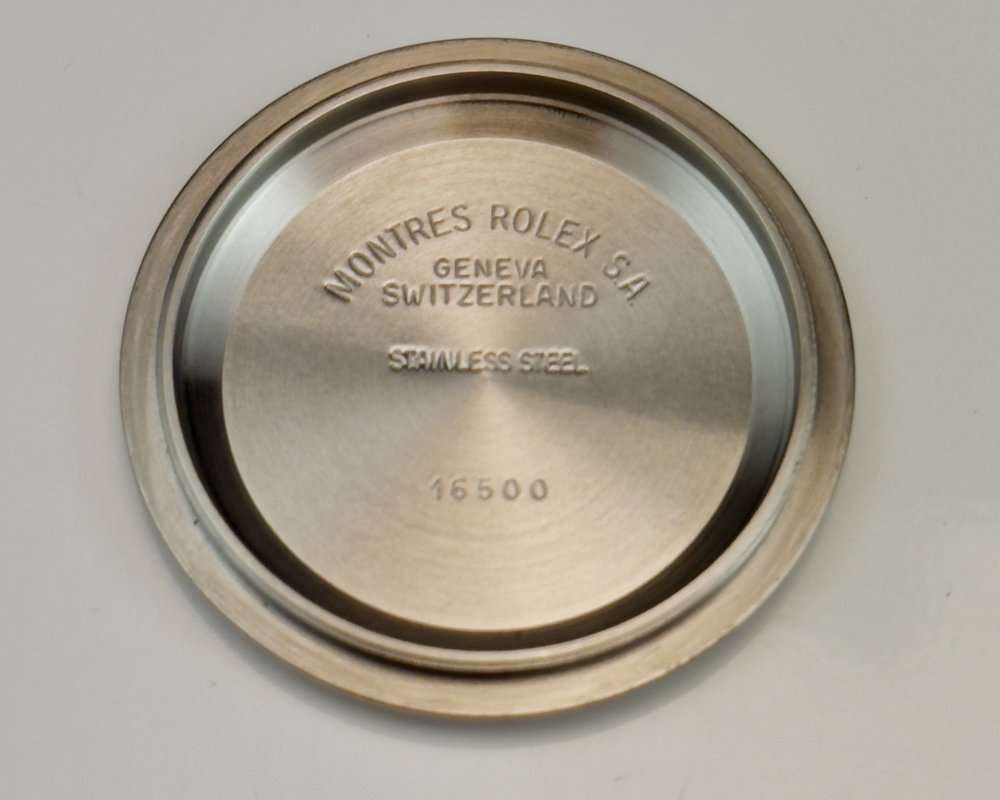 MONTRES ROLEX S.A.
GENEVA
SWITZERLAND
STAINLESS STEEL
16500